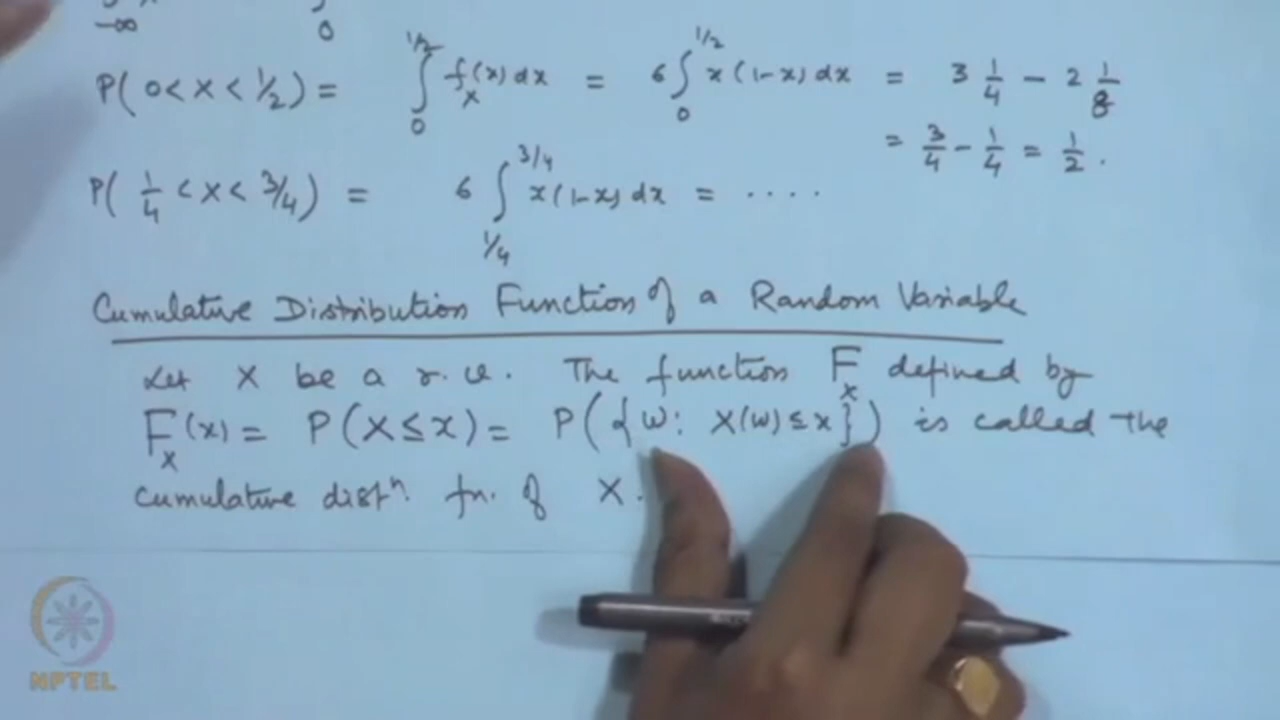 -∞ 0
P( 0 < X < 1/2 ) = ∫_0^{1/2} f_X(x) dx = 6 ∫_0^{1/2} x (1-x) dx = 3 1/4 - 2 1/8
= 3/4 - 1/4 = 1/2 .
P( 1/4 < X < 3/4 ) = 6 ∫_{1/4}^{3/4} x (1-x) dx = ....
Cumulative Distribution Function of a Random Variable
Let X be a r.v. The function F_X defined by
F_X(x) = P(X ≤ x) = P({ω: X(ω) ≤ x}) is called the
cumulative distⁿ. fn. of X.
NPTEL